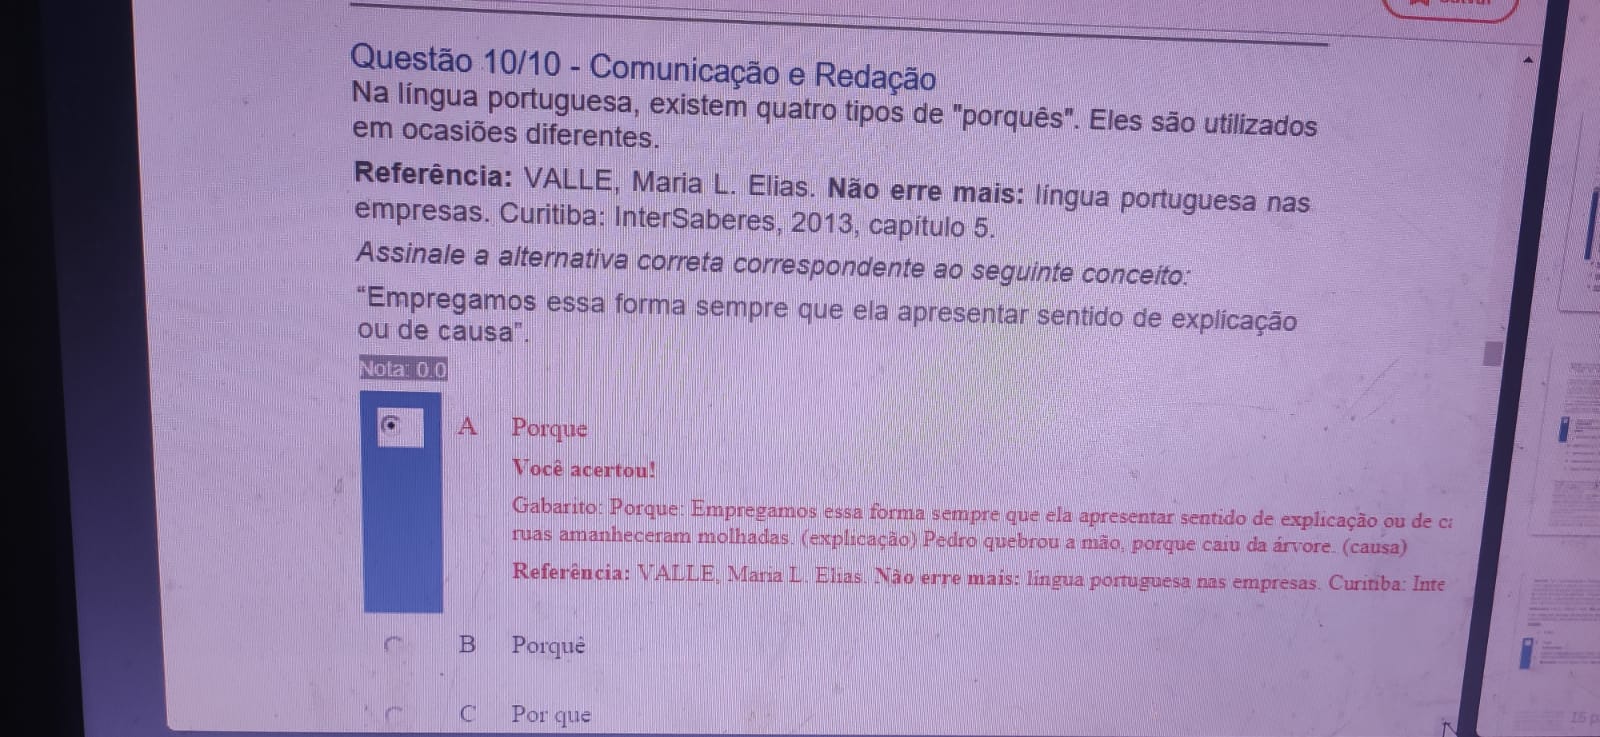 Questão 10/10 - Comunicação e Redação
Na língua portuguesa, existem quatro tipos de "porquês". Eles são utilizados
em ocasiões diferentes.
Referência: VALLE, Maria L. Elias. Não erre mais: língua portuguesa nas
empresas. Curitiba: InterSaberes, 2013, capítulo 5.
Assinale a alternativa correta correspondente ao seguinte conceito:
“Empregamos essa forma sempre que ela apresentar sentido de explicação
ou de causa”.
Nota: 0.0
A Porque
Você acertou!
Gabarito: Porque: Empregamos essa forma sempre que ela apresentar sentido de explicação ou de
ruas amanheceram molhadas. (explicação) Pedro quebrou a mão, porque caiu da árvore. (causa)
Referência: VALLE, Maria L. Elias. Não erre mais: língua portuguesa nas empresas. Curitiba: Inte
B Porquê
C Por que